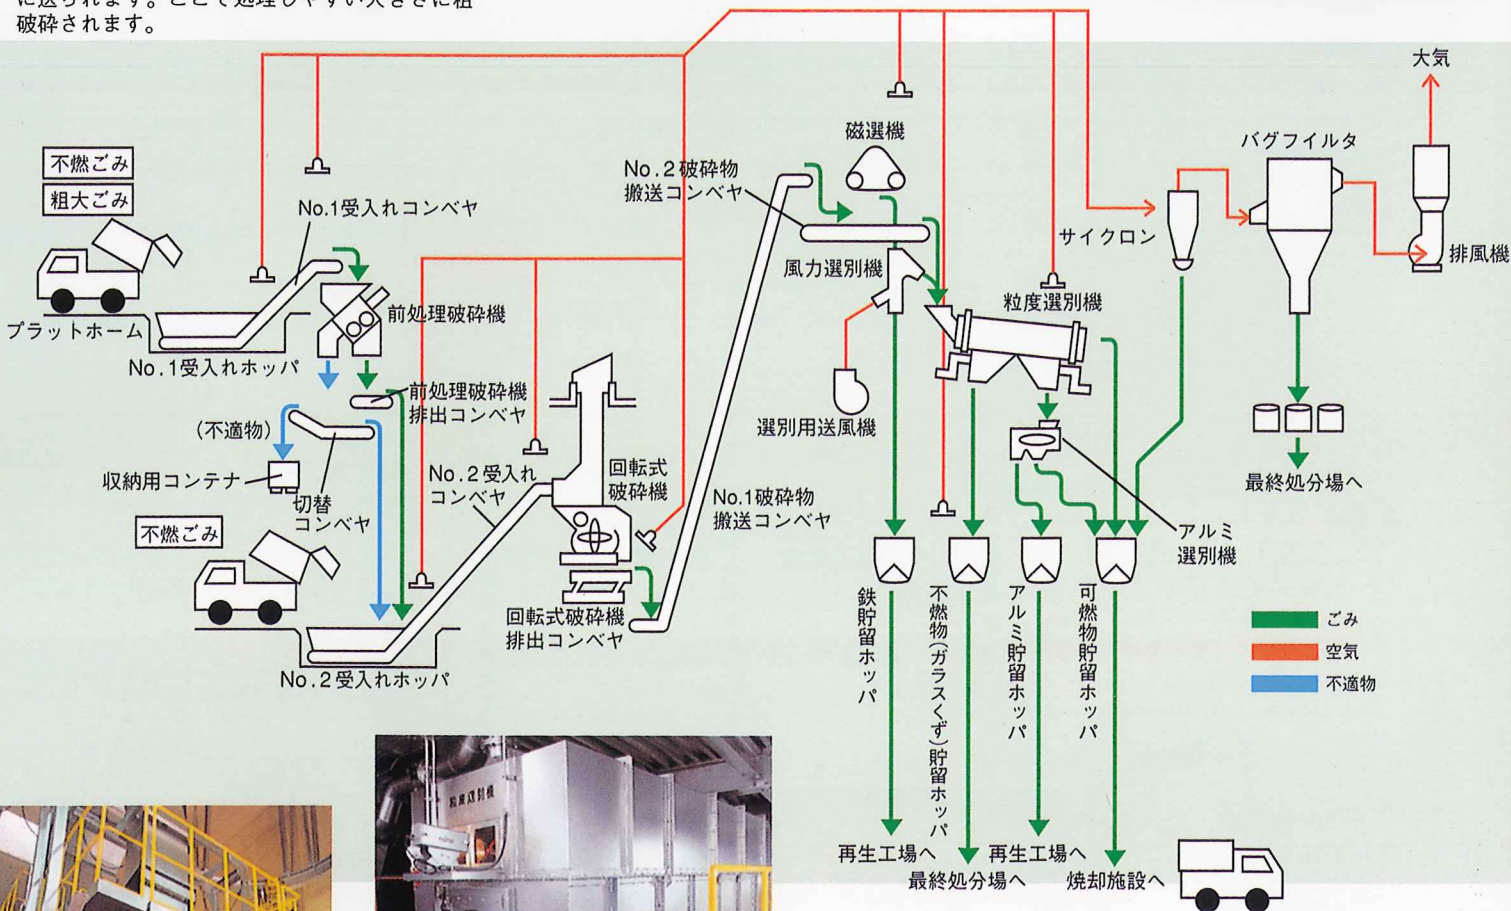 に送られます。ここで処理しやすい大きさに粗
破砕されます。
大気
磁選機
バグフィルタ
不燃ごみ
粗大ごみ
No.1受入れコンベヤ
No.2破砕物
搬送コンベヤ
サイクロン
排風機
風力選別機
粒度選別機
前処理破砕機
プラットホーム
No.1受入れホッパ
前処理破砕機
排出コンベヤ
(不適物)
選別用送風機
収納用コンテナ
切替
コンベヤ
No.2受入れ
コンベヤ
回転式
破砕機
No.1破砕物
搬送コンベヤ
最終処分場へ
不燃ごみ
アルミ
選別機
回転式破砕機
排出コンベヤ
No.2受入れホッパ
鉄貯留ホッパ
不燃物(ガラスくず)貯留ホッパ
アルミ貯留ホッパ
可燃物貯留ホッパ
ごみ
空気
不適物
粒度選別機
再生工場へ
最終処分場へ
再生工場へ
焼却施設へ